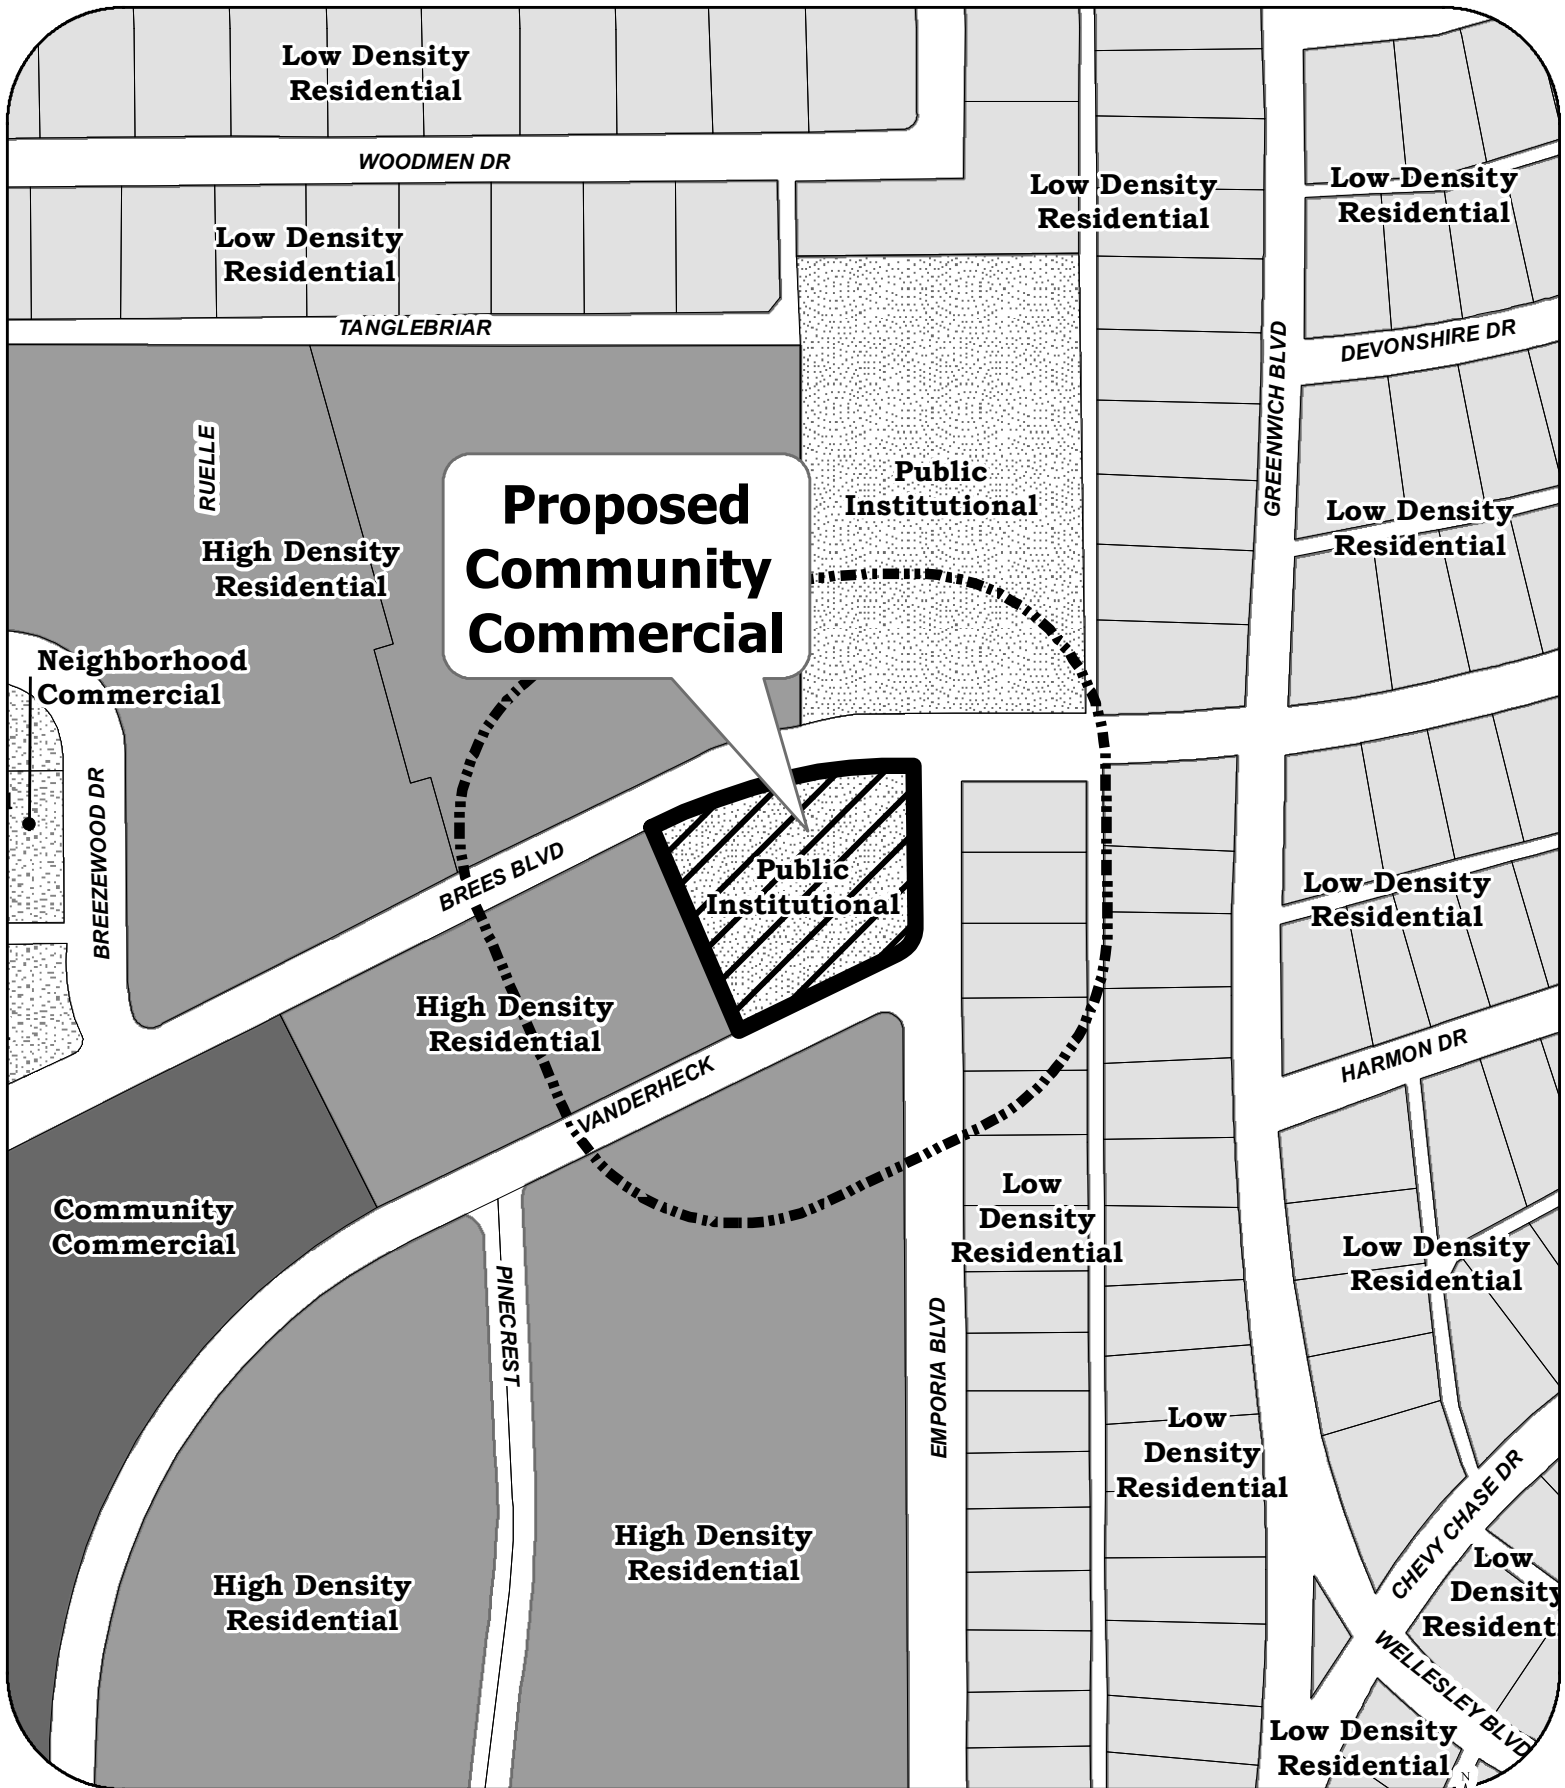 Low Density
Residential
WOODMEN DR
Low Density
Residential
Low Density
Residential
Low Density
Residential
TANGLEBRIAR
GREENWICH BLVD
DEVONSHIRE DR
RUELLE
Public
Institutional
Proposed
Community
Commercial
High Density
Residential
Low Density
Residential
Neighborhood
Commercial
BREEZEWOOD DR
BREES BLVD
Public
Institutional
Low Density
Residential
High Density
Residential
VANDERHECK
HARMON DR
Community
Commercial
Low
Density
Residential
Low Density
Residential
PINECREST
EMPORIA BLVD
Low
Density
Residential
CHEVY CHASE DR
High Density
Residential
High Density
Residential
Low
Density
Resident
WELLESLEY BLVD
Low Density
Residential
N